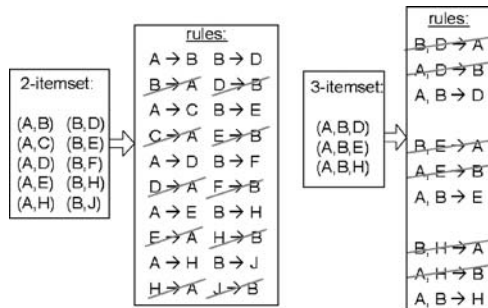 2-itemset:
(A,B) (B,D)
(A,C) (B,E)
(A,D) (B,F)
(A,E) (B,H)
(A,H) (B,J)
rules:
A → B B → D
B → A D → B
A → C B → E
C → A E → B
A → D B → F
D → A F → B
A → E B → H
E → A H → B
A → H B → J
H → A J → B
3-itemset:
(A,B,D)
(A,B,E)
(A,B,H)
rules:
B, D → A
A, D → B
A, B → D
B, E → A
A, E → B
A, B → E
B, H → A
A, H → B
A, B → H